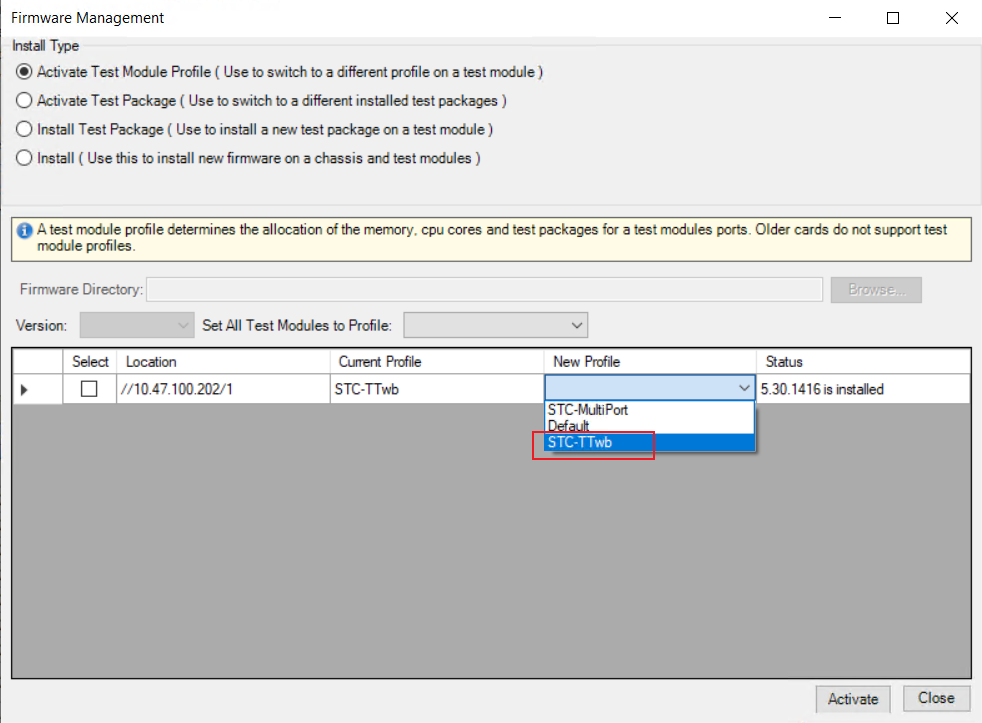 Firmware Management
Install Type
Activate Test Module Profile ( Use to switch to a different profile on a test module )
Activate Test Package ( Use to switch to a different installed test packages )
Install Test Package ( Use to install a new test package on a test module )
Install ( Use this to install new firmware on a chassis and test modules )
A test module profile determines the allocation of the memory, cpu cores and test packages for a test modules ports. Older cards do not support test
module profiles.
Firmware Directory: Browse...
Version: Set All Test Modules to Profile:
Select Location Current Profile New Profile Status
//10.47.100.202/1 STC-TTwb 5.30.1416 is installed
STC-MultiPort
Default
STC-TTwb
Activate Close